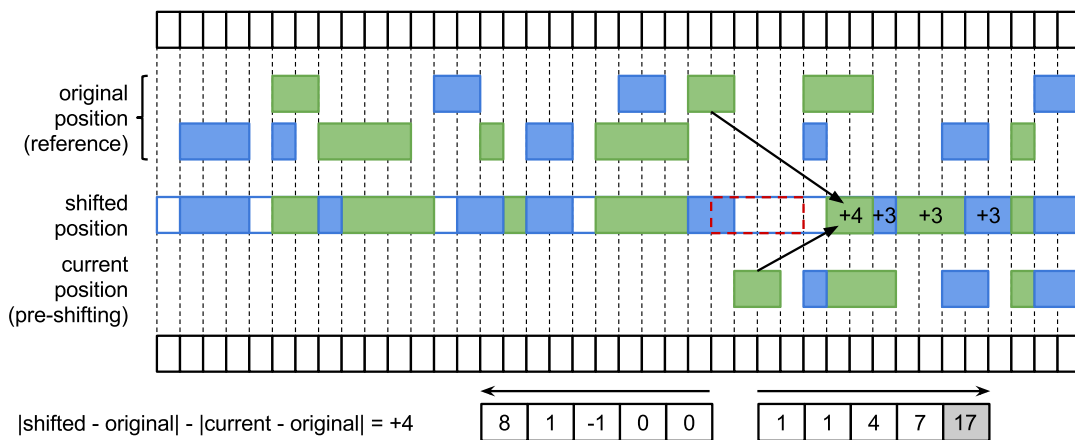 original
position
(reference)
shifted
position
+4 +3 +3 +3
current
position
(pre-shifting)
|shifted - original| - |current - original| = +4 8 1 -1 0 0 1 1 4 7 17